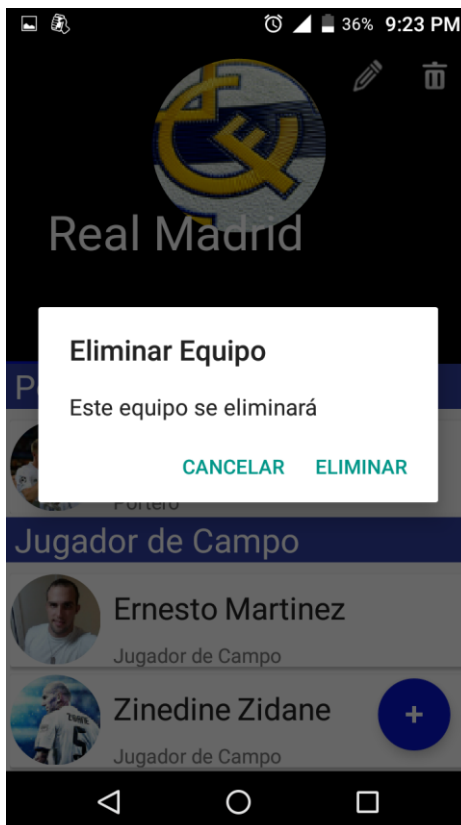 36% 9:23 PM
Real Madrid
Eliminar Equipo
Este equipo se eliminará
CANCELAR ELIMINAR
Portero
Jugador de Campo
Ernesto Martinez
Jugador de Campo
Zinedine Zidane
Jugador de Campo
+